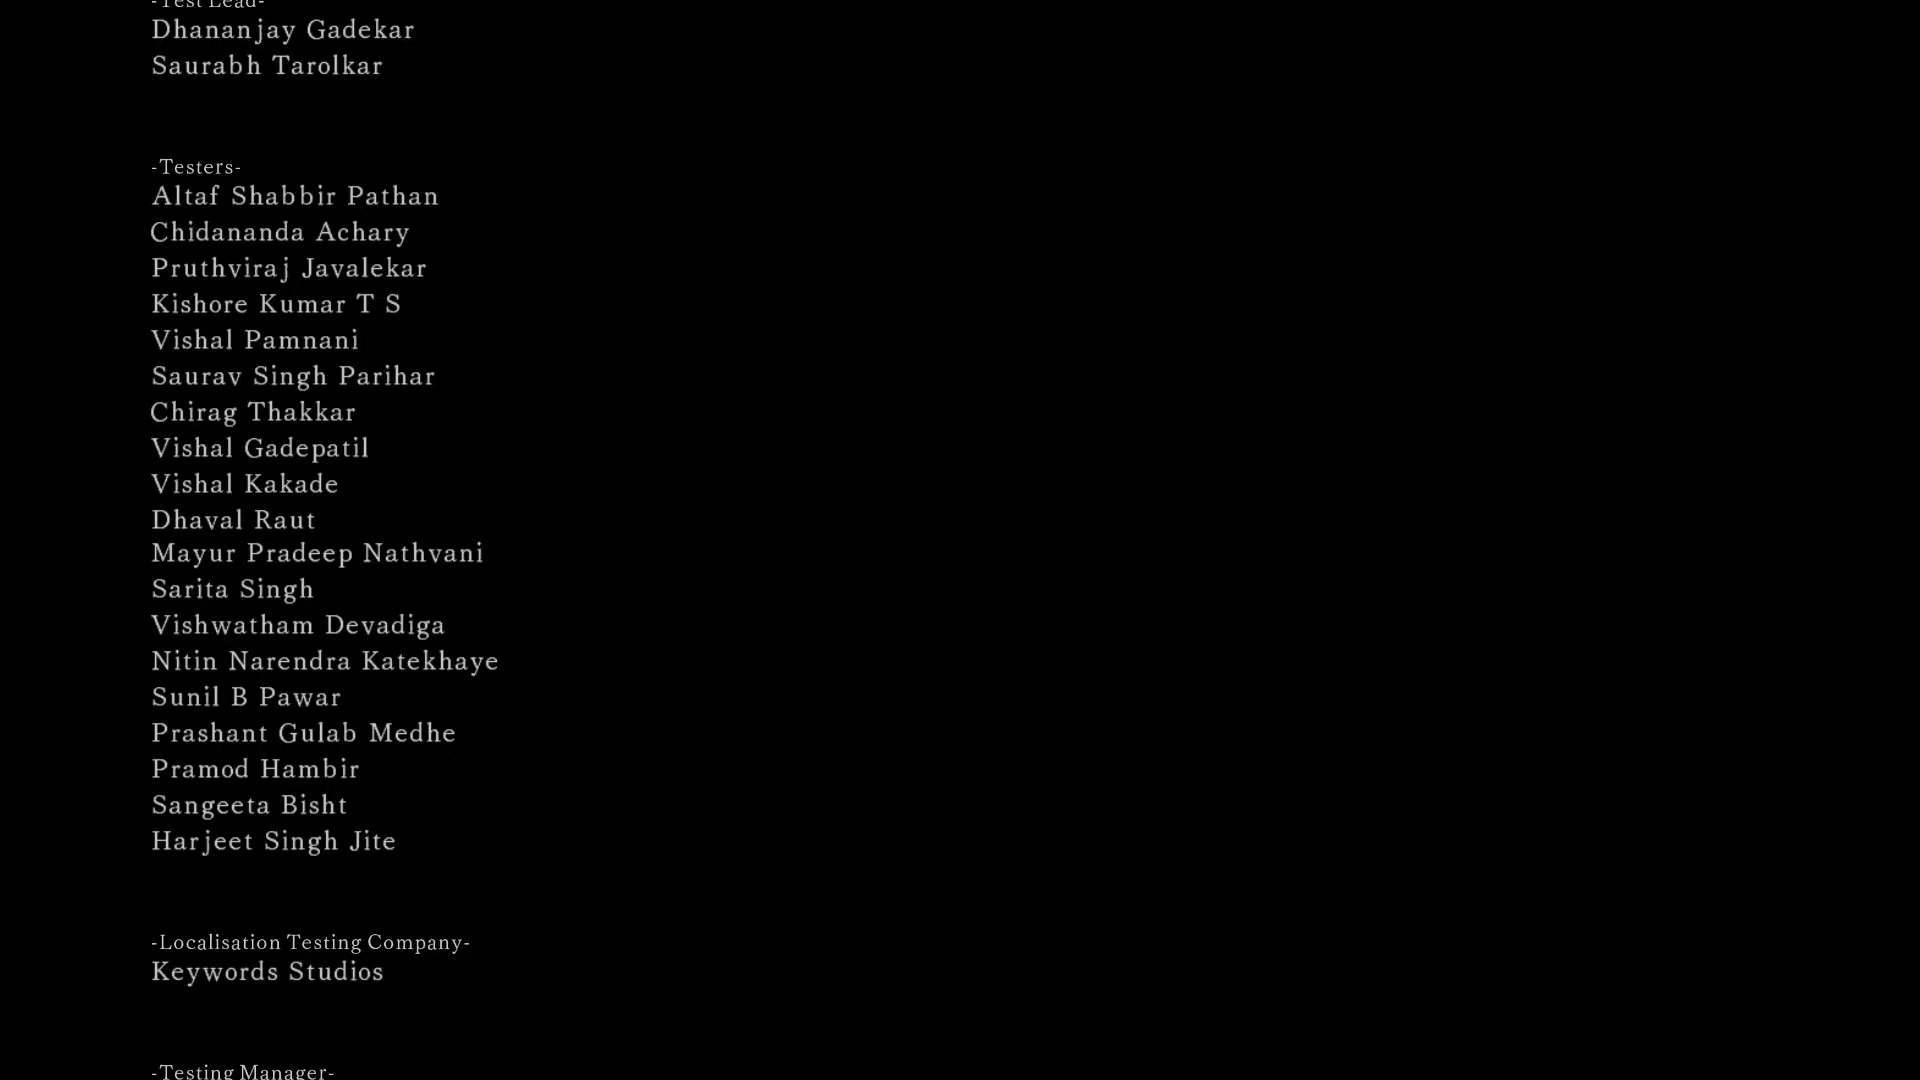 -Test Lead-
Dhananjay Gadekar
Saurabh Tarolkar
-Testers-
Altaf Shabbir Pathan
Chidananda Achary
Pruthviraj Javalekar
Kishore Kumar T S
Vishal Pamnani
Saurav Singh Parihar
Chirag Thakkar
Vishal Gadepatil
Vishal Kakade
Dhaval Raut
Mayur Pradeep Nathvani
Sarita Singh
Vishwatham Devadiga
Nitin Narendra Katekhaye
Sunil B Pawar
Prashant Gulab Medhe
Pramod Hambir
Sangeeta Bisht
Harjeet Singh Jite
-Localisation Testing Company-
Keywords Studios
-Testing Manager-